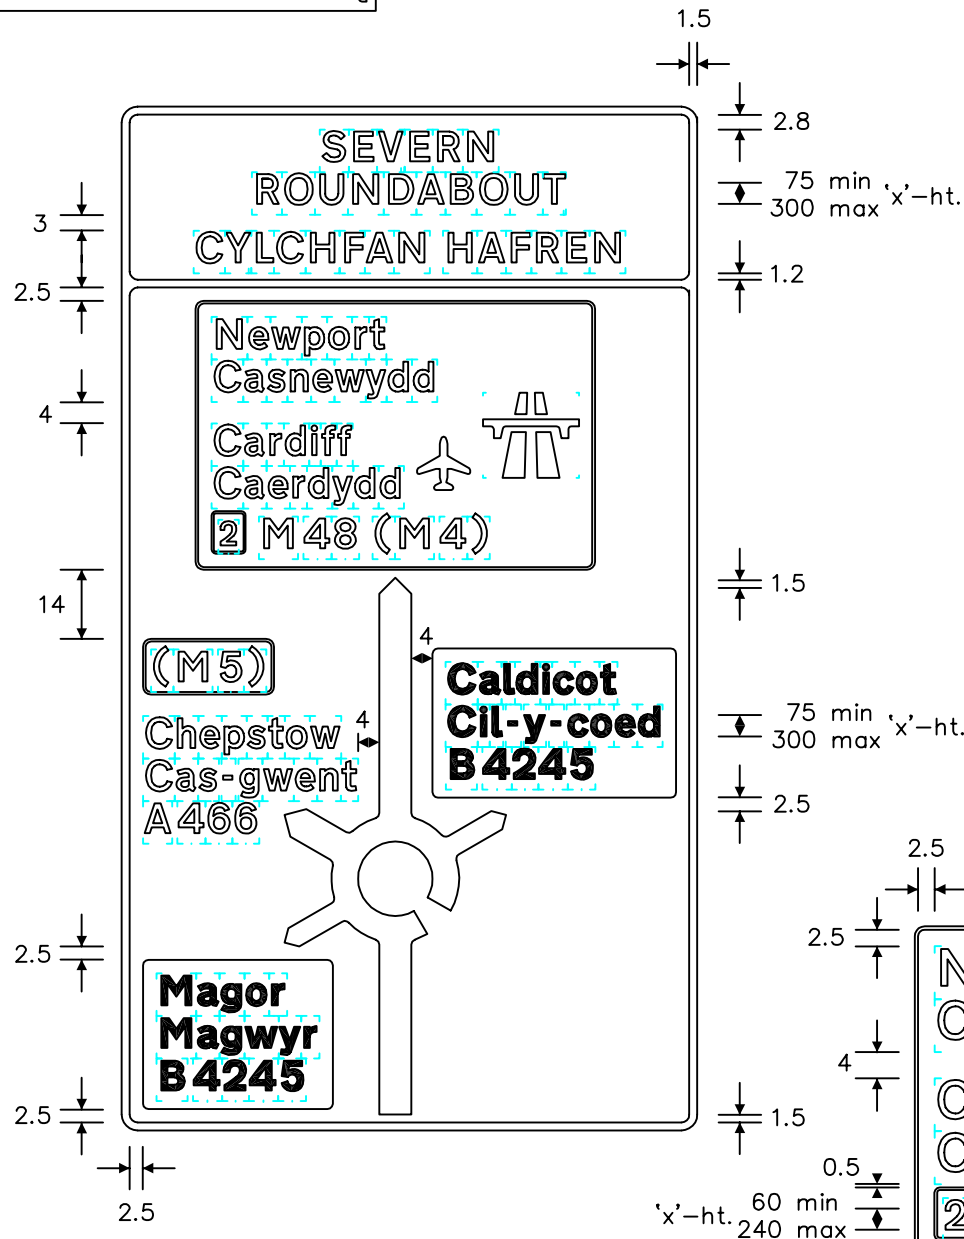 1.5
2.8
SEVERN
ROUNDABOUT
75 min
300 max
'x'-ht.
3
CYLCHFAN HAFREN
1.2
2.5
Newport
Casnewydd
4
Cardiff
Caerdydd
2 M48 (M4)
14
1.5
4
(M5)
Caldicot
Cil-y-coed
B4245
Chepstow
Cas-gwent
A466
4
75 min
300 max
'x'-ht.
2.5
2.5
2.5
2.5
Magor
Magwyr
B4245
4
2.5
1.5
0.5
2.5
'x'-ht.
60 min
240 max
2